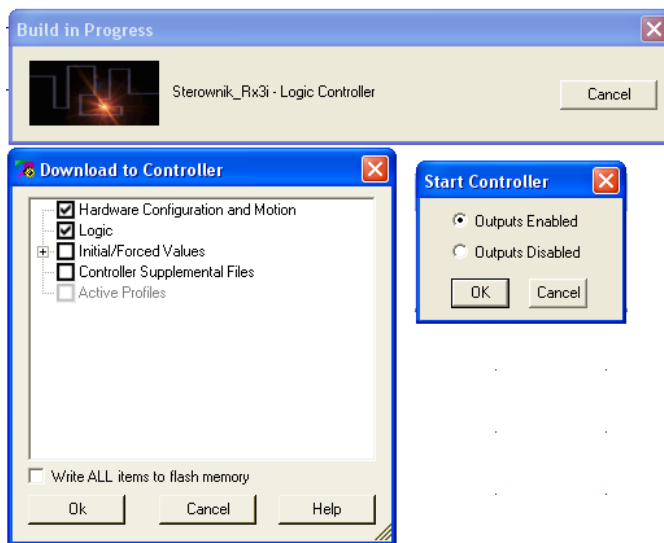 Build in Progress
Sterownik_Rx3i - Logic Controller
Cancel
Download to Controller
Hardware Configuration and Motion
Logic
Initial/Forced Values
Controller Supplemental Files
Active Profiles
Write ALL items to flash memory
Ok
Cancel
Help
Start Controller
Outputs Enabled
Outputs Disabled
OK
Cancel